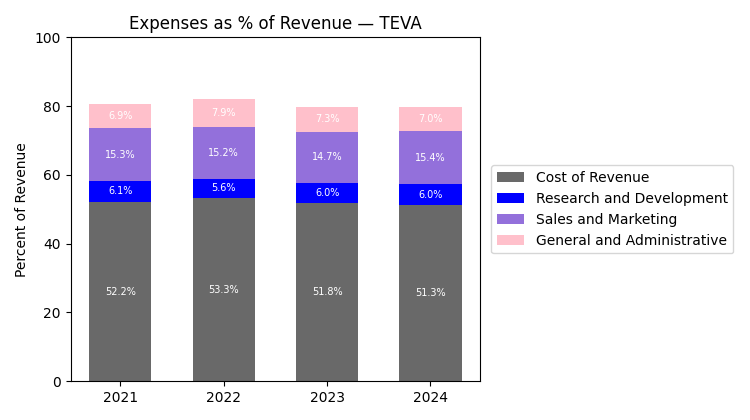 Expenses as % of Revenue — TEVA
Percent of Revenue
100
80
60
40
20
0
6.9% 7.9% 7.3% 7.0%
15.3% 15.2% 14.7% 15.4%
6.1% 5.6% 6.0% 6.0%
52.2% 53.3% 51.8% 51.3%
2021 2022 2023 2024
Cost of Revenue
Research and Development
Sales and Marketing
General and Administrative